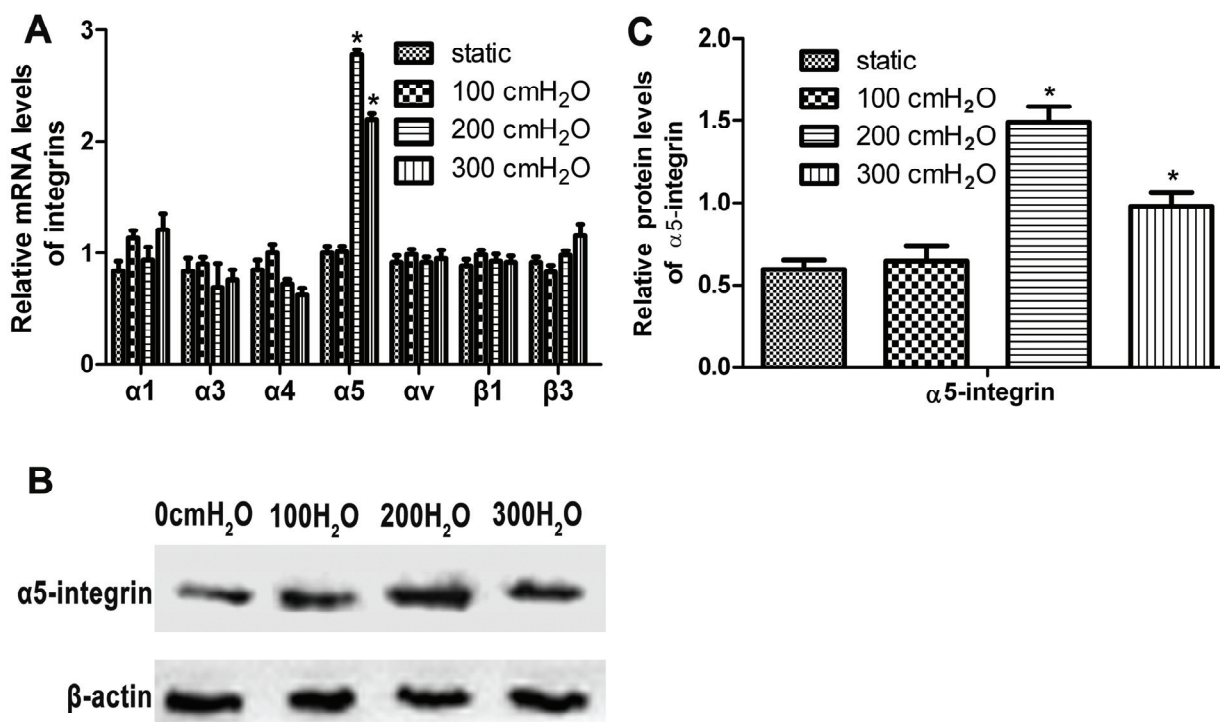 A
3
2
1
0
Relative mRNA levels
of integrins
*
*
static
100 cmH₂O
200 cmH₂O
300 cmH₂O
α1 α3 α4 α5 αv β1 β3
C
2.0
1.5
1.0
0.5
0.0
Relative protein levels
of α5-integrin
static
100 cmH₂O
200 cmH₂O
300 cmH₂O
*
*
α5-integrin
B
0cmH₂O 100H₂O 200H₂O 300H₂O
α5-integrin
β-actin